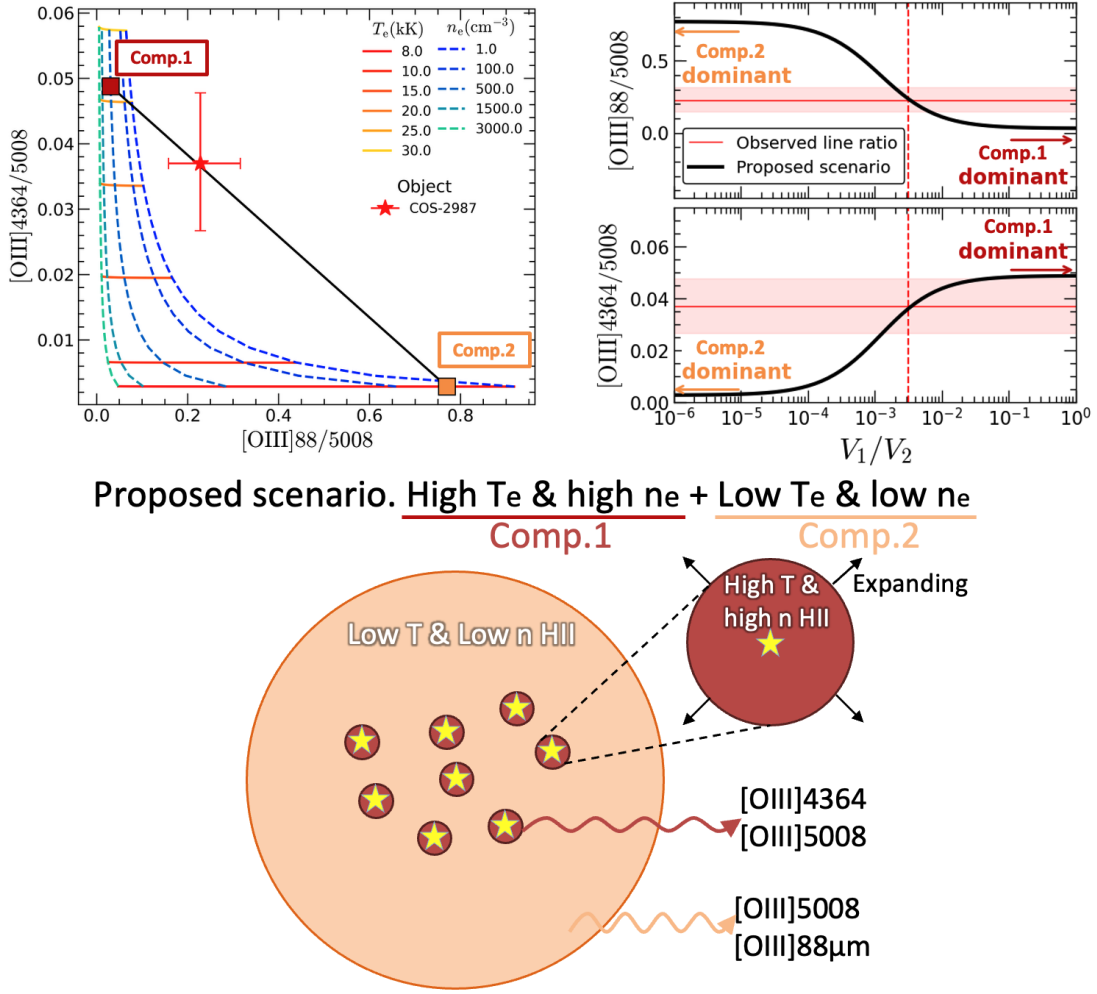 T_e(kK) n_e(cm⁻³)
8.0 1.0
10.0 100.0
15.0 500.0
20.0 1500.0
25.0 3000.0
30.0
Comp.1
Object
COS-2987
Comp.2
0.05
0.04
0.03
0.02
0.01
[OIII]4364/5008
0.0 0.2 0.4 0.6 0.8
[OIII]88/5008
Comp.2
dominant
0.5
0.0
[OIII]88/5008
Observed line ratio
Proposed scenario
Comp.1
dominant
Comp.1
dominant
0.06
0.04
0.02
0.00
[OIII]4364/5008
Comp.2
dominant
10⁻⁶ 10⁻⁵ 10⁻⁴ 10⁻³ 10⁻² 10⁻¹ 10⁰
V₁/V₂
Proposed scenario. High Te & high ne + Low Te & low ne
Comp.1 Comp.2
High T &
high n HII
Expanding
Low T & Low n HII
[OIII]4364
[OIII]5008
[OIII]5008
[OIII]88μm